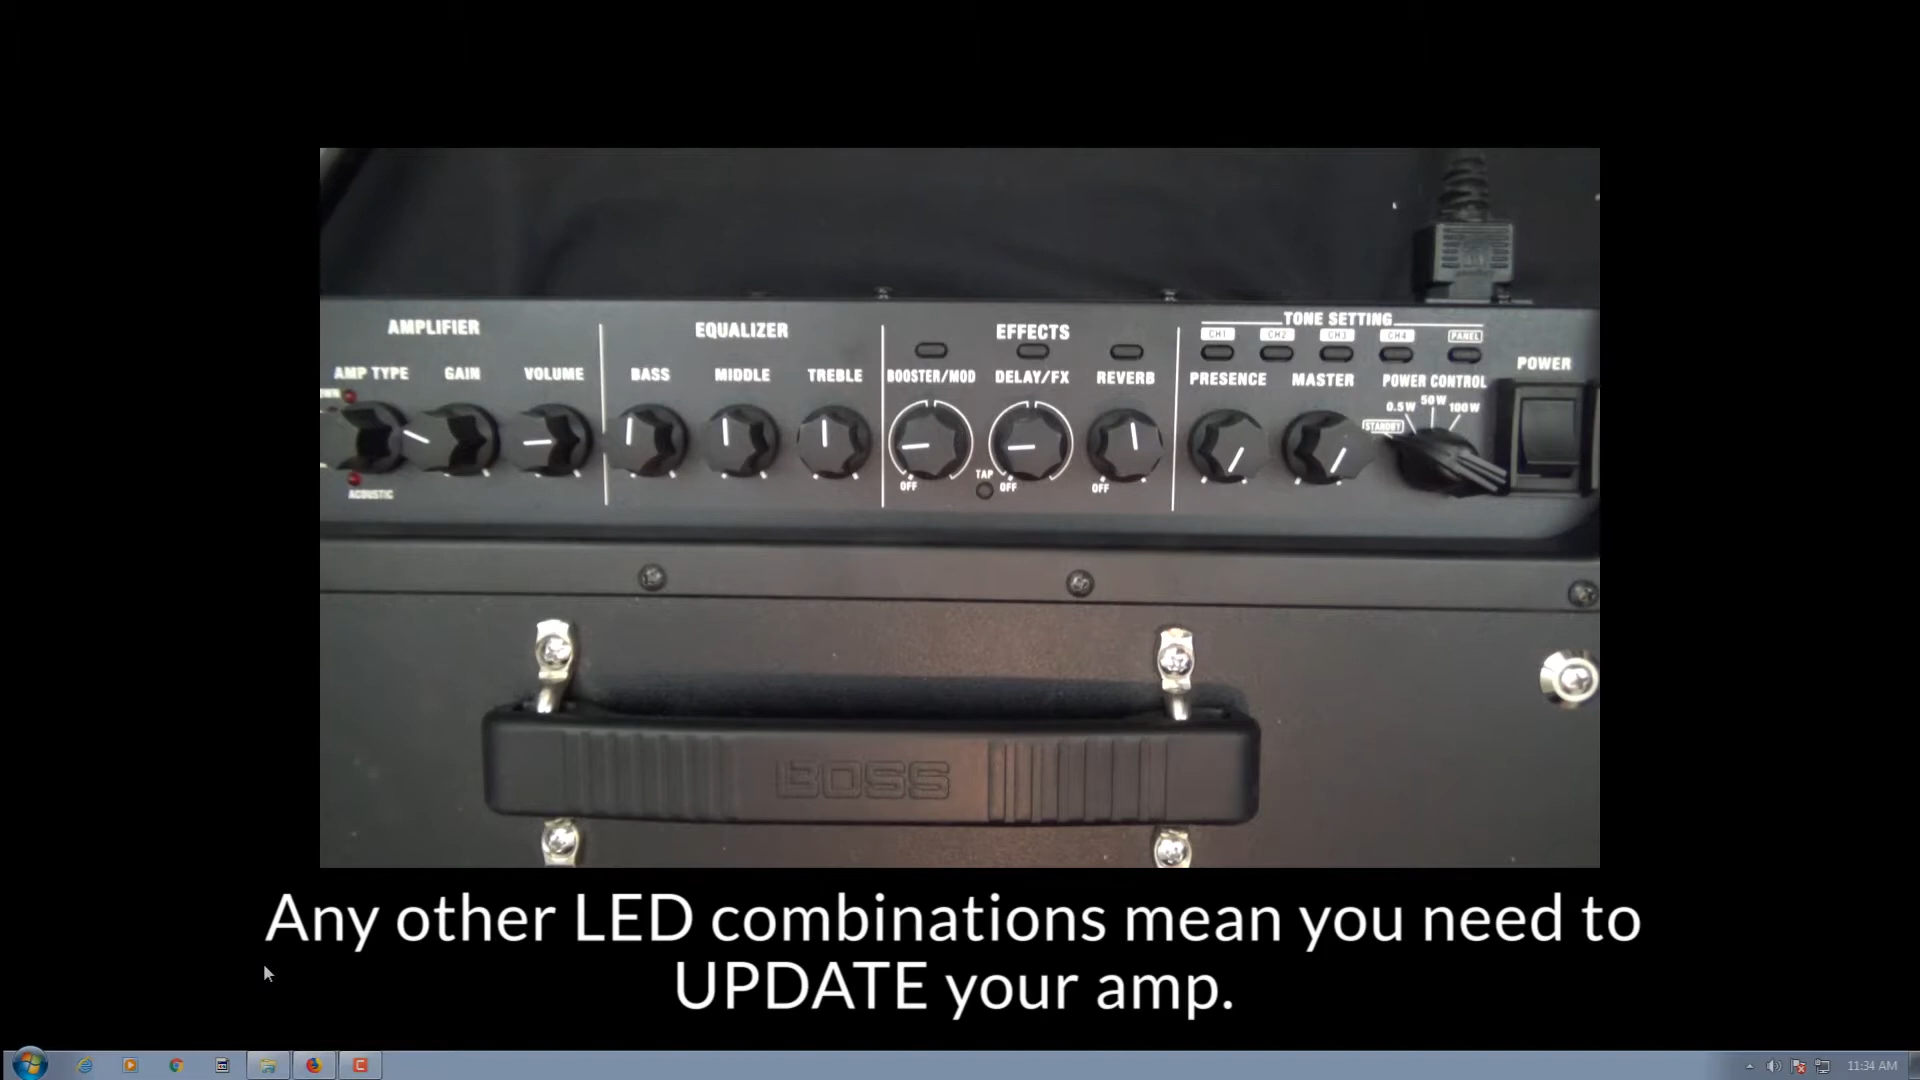 TONE SETTING
AMPLIFIER
EQUALIZER
EFFECTS
CH1 CH2 CH3 CH4 PANEL
POWER
AMP TYPE GAIN VOLUME BASS MIDDLE TREBLE BOOSTER/MOD DELAY/FX REVERB PRESENCE MASTER POWER CONTROL
0.5W 50W 100W
STANDBY
TAP
OFF OFF OFF
ACOUSTIC
BOSS
Any other LED combinations mean you need to
UPDATE your amp.
11:34 AM